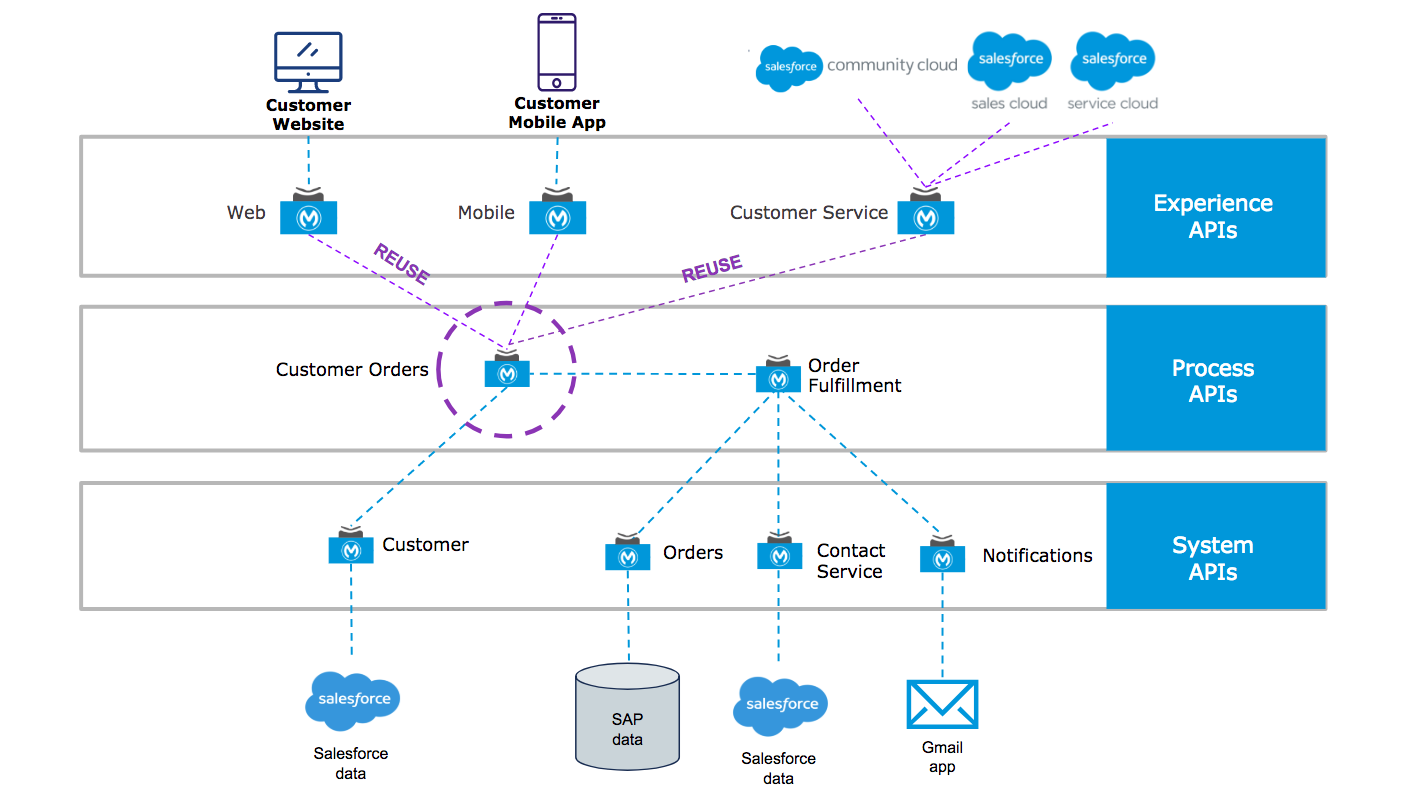 Customer
Website
Customer
Mobile App
salesforce community cloud
salesforce
sales cloud
salesforce
service cloud
Web
Mobile
Customer Service
Experience
APIs
REUSE
REUSE
Customer Orders
Order
Fulfillment
Process
APIs
Customer
Orders
Contact
Service
Notifications
System
APIs
salesforce
Salesforce
data
SAP
data
salesforce
Salesforce
data
Gmail
app